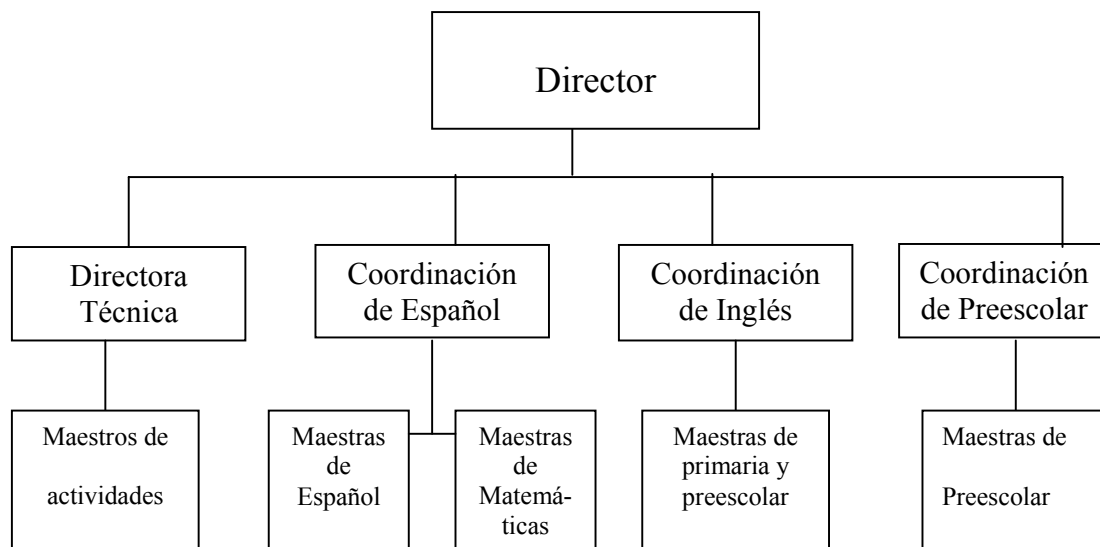 Director
Directora
Técnica
Coordinación
de Español
Coordinación
de Inglés
Coordinación
de Preescolar
Maestros de
actividades
Maestras
de
Español
Maestras
de
Matemá-
ticas
Maestras de
primaria y
preescolar
Maestras de
Preescolar